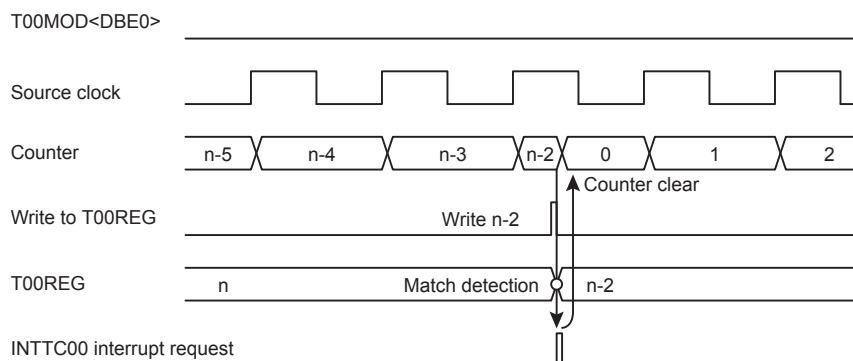 T00MOD<DBE0>
Source clock
Counter n-5 n-4 n-3 n-2 0 1 2
Counter clear
Write to T00REG Write n-2
T00REG n Match detection n-2
INTTC00 interrupt request